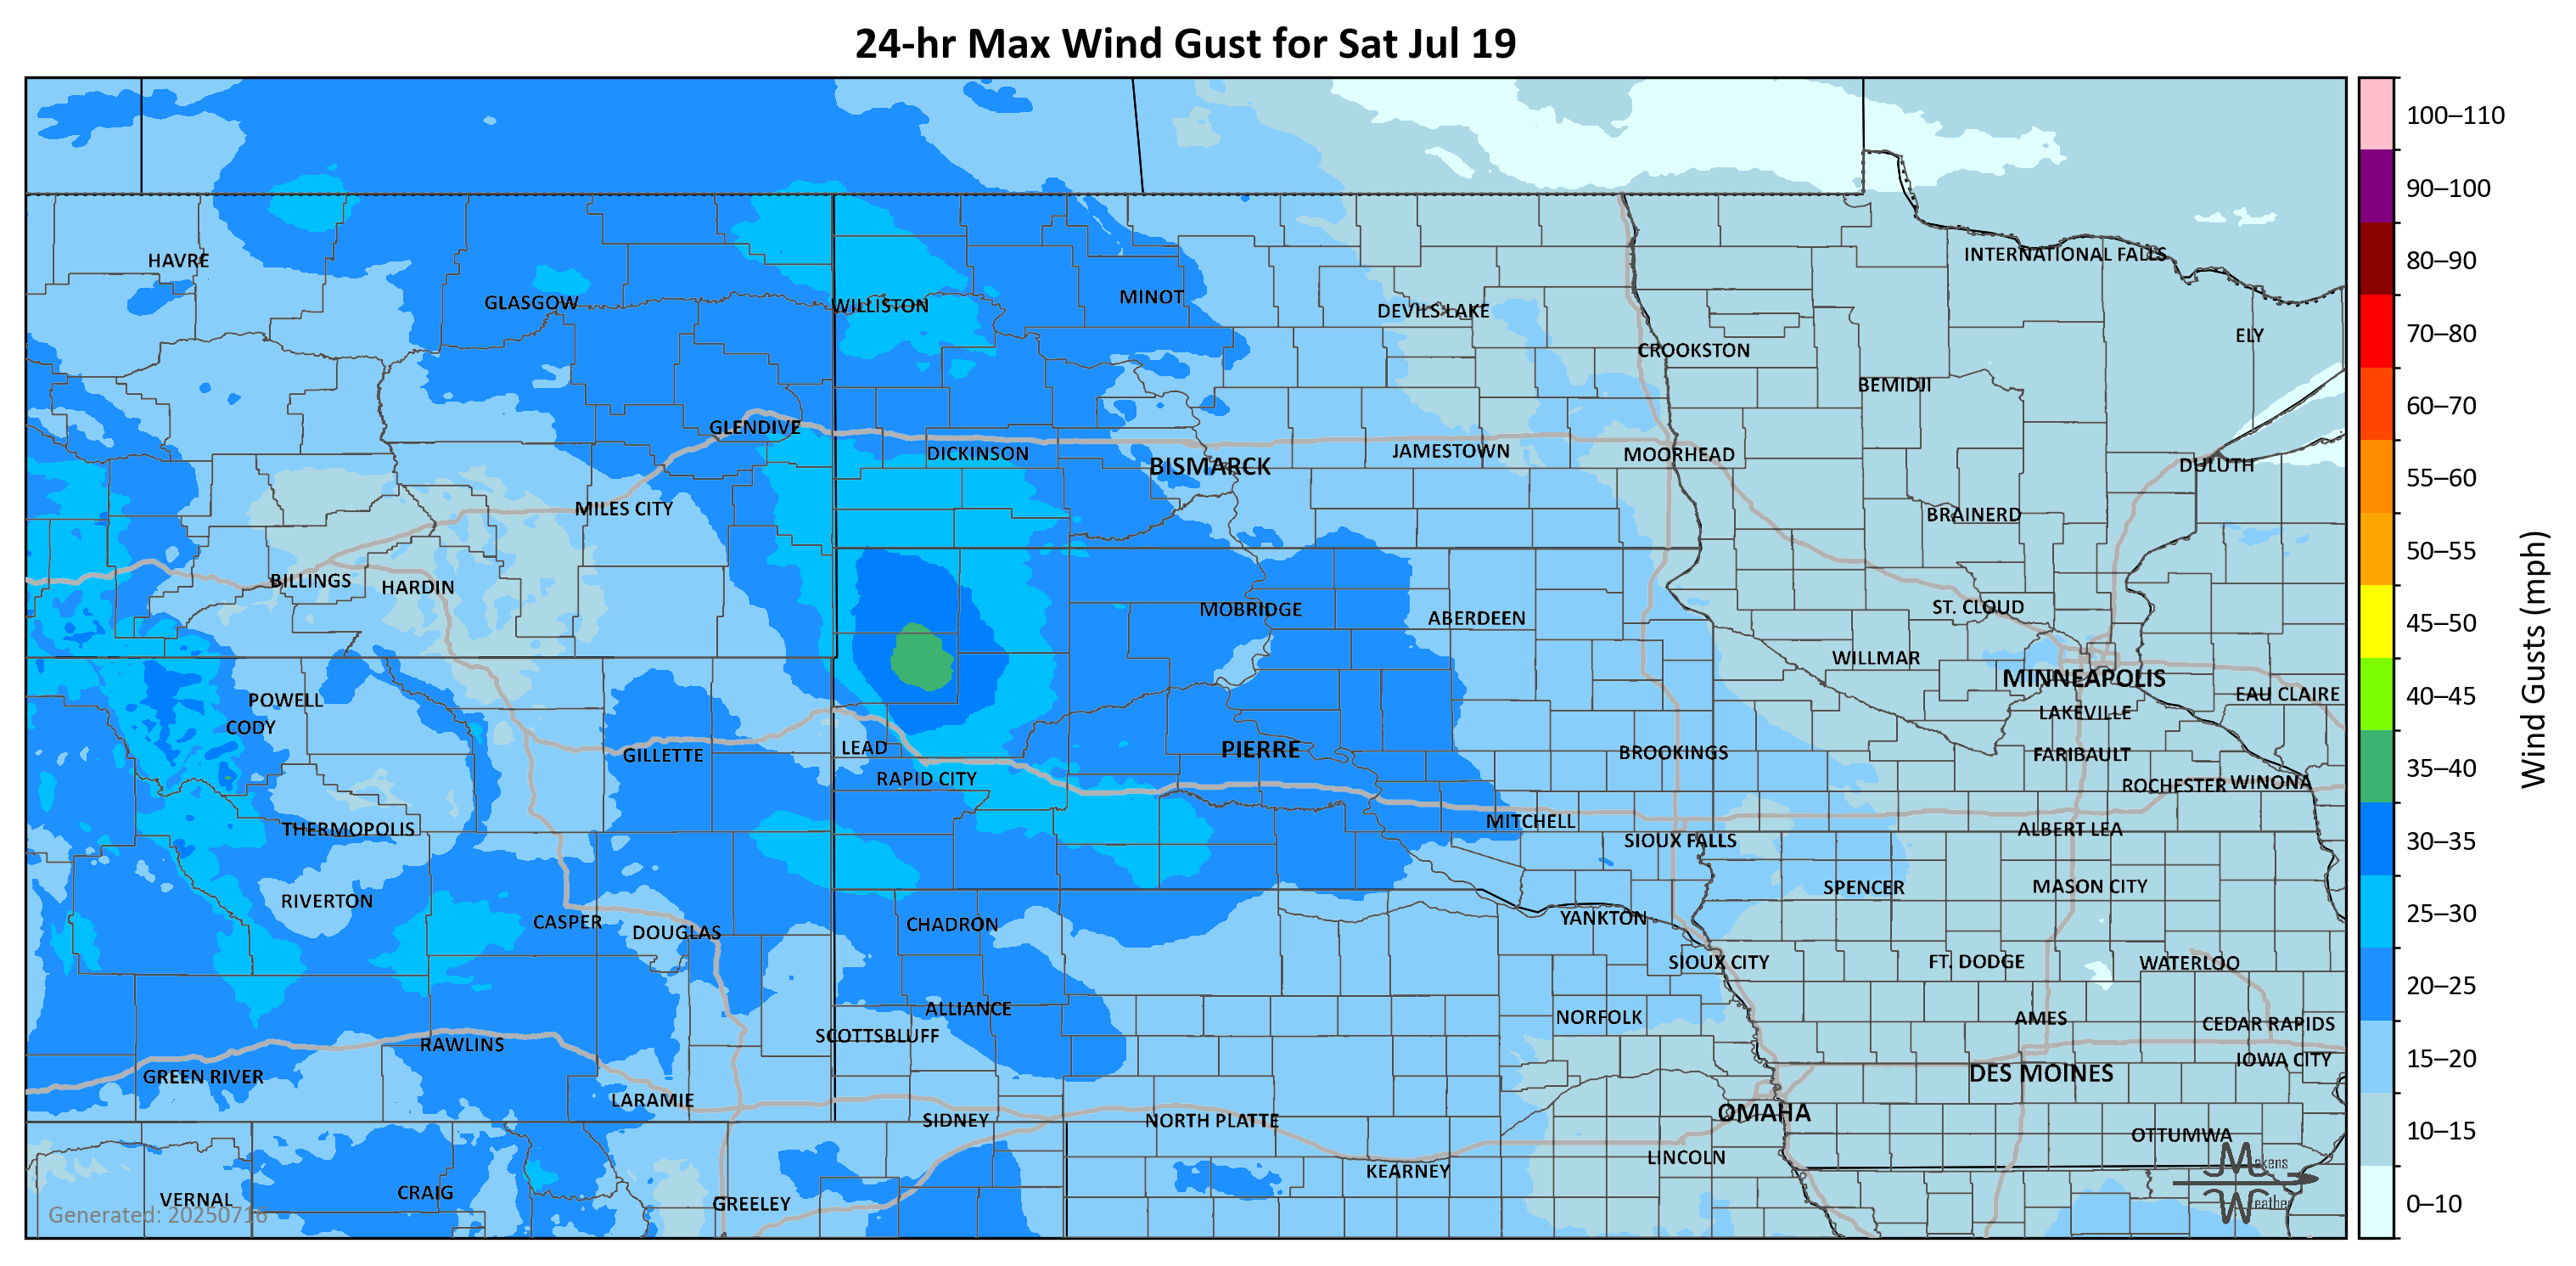 24-hr Max Wind Gust for Sat Jul 19
100–110
90–100
80–90
70–80
60–70
55–60
50–55
45–50
40–45
35–40
30–35
25–30
20–25
15–20
10–15
0–10
Wind Gusts (mph)
HAVRE
GLASGOW
WILLISTON
MINOT
DEVILS LAKE
INTERNATIONAL FALLS
ELY
CROOKSTON
BEMIDJI
GLENDIVE
DICKINSON
BISMARCK
JAMESTOWN
MOORHEAD
DULUTH
MILES CITY
BRAINERD
BILLINGS
HARDIN
MOBRIDGE
ABERDEEN
ST. CLOUD
WILLMAR
MINNEAPOLIS
EAU CLAIRE
POWELL
CODY
LAKEVILLE
GILLETTE
LEAD
PIERRE
BROOKINGS
FARIBAULT
RAPID CITY
ROCHESTER
WINONA
THERMOPOLIS
MITCHELL
SIOUX FALLS
ALBERT LEA
RIVERTON
SPENCER
MASON CITY
CASPER
DOUGLAS
CHADRON
YANKTON
SIOUX CITY
FT. DODGE
WATERLOO
ALLIANCE
SCOTTSBLUFF
NORFOLK
AMES
CEDAR RAPIDS
RAWLINS
IOWA CITY
GREEN RIVER
DES MOINES
LARAMIE
SIDNEY
NORTH PLATTE
OMAHA
OTTUMWA
LINCOLN
KEARNEY
VERNAL
CRAIG
GREELEY
Generated: 20250716
Makens
Weather